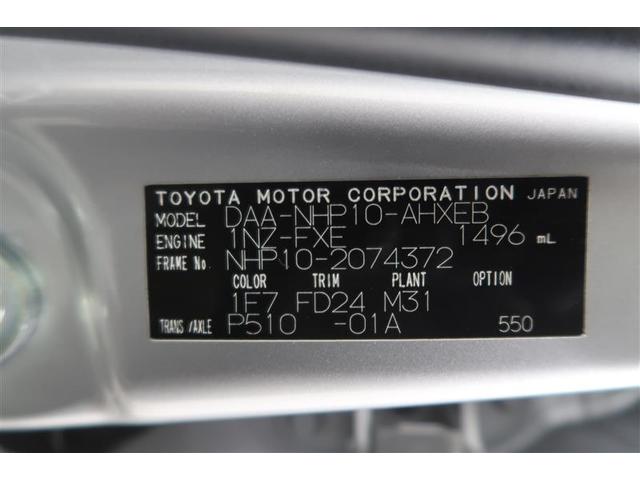 TOYOTA MOTOR CORPORATION JAPAN
MODEL DAA-NHP10-AHXEB
ENGINE 1NZ-FXE 1496 mL
FRAME No. NHP10-2074372
COLOR TRIM PLANT OPTION
1F7 FD24 M31
TRANS/AXLE P510 -01A 550